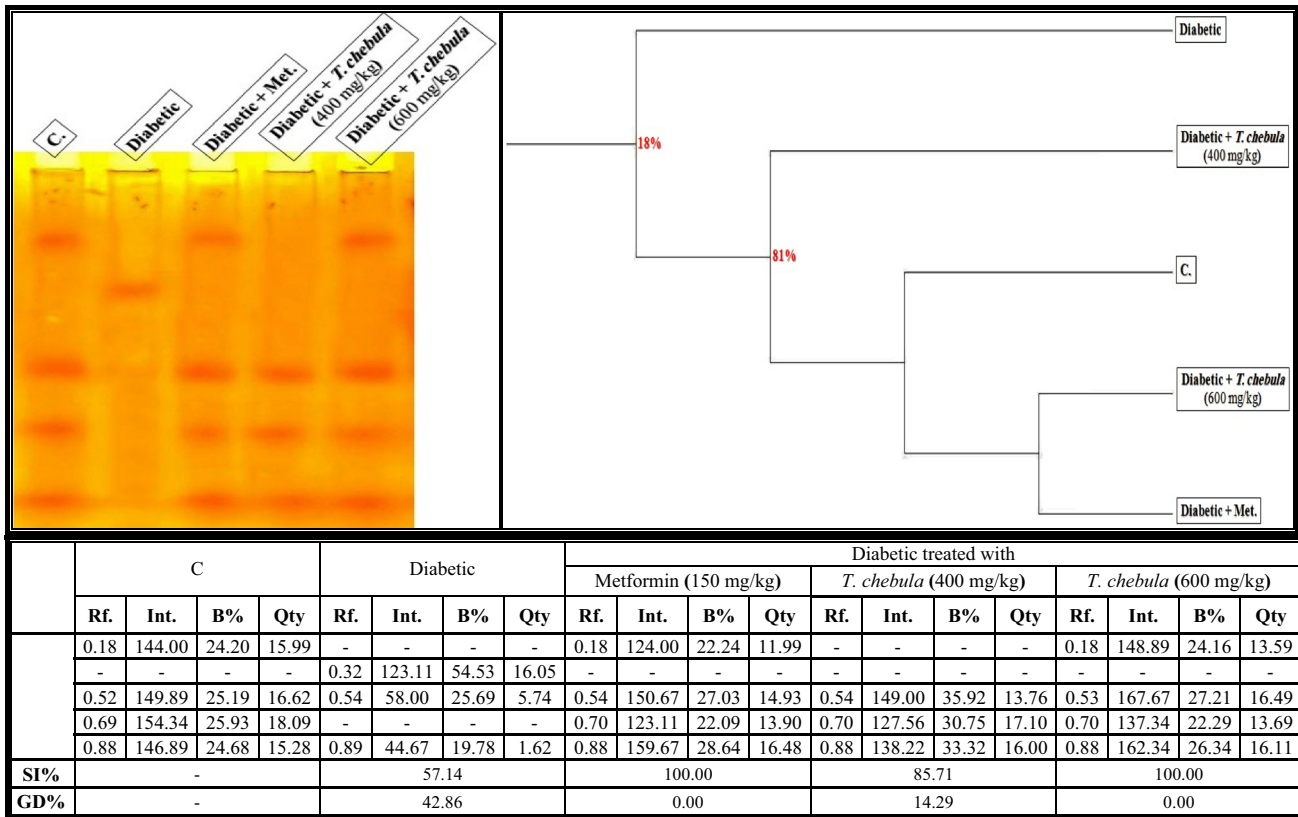 C.
Diabetic
Diabetic + Met.
Diabetic + T. chebula
(400 mg/kg)
Diabetic + T. chebula
(600 mg/kg)
Diabetic
18%
Diabetic + T. chebula
(400 mg/kg)
81%
C.
Diabetic + T. chebula
(600 mg/kg)
Diabetic + Met.
C Diabetic Diabetic treated with
Metformin (150 mg/kg) T. chebula (400 mg/kg) T. chebula (600 mg/kg)
Rf. Int. B% Qty Rf. Int. B% Qty Rf. Int. B% Qty Rf. Int. B% Qty Rf. Int. B% Qty
0.18 144.00 24.20 15.99 - - - - 0.18 124.00 22.24 11.99 - - - - 0.18 148.89 24.16 13.59
- - - - 0.32 123.11 54.53 16.05 - - - - - - - - - - - -
0.52 149.89 25.19 16.62 0.54 58.00 25.69 5.74 0.54 150.67 27.03 14.93 0.54 149.00 35.92 13.76 0.53 167.67 27.21 16.49
0.69 154.34 25.93 18.09 - - - - 0.70 123.11 22.09 13.90 0.70 127.56 30.75 17.10 0.70 137.34 22.29 13.69
0.88 146.89 24.68 15.28 0.89 44.67 19.78 1.62 0.88 159.67 28.64 16.48 0.88 138.22 33.32 16.00 0.88 162.34 26.34 16.11
SI% - 57.14 100.00 85.71 100.00
GD% - 42.86 0.00 14.29 0.00